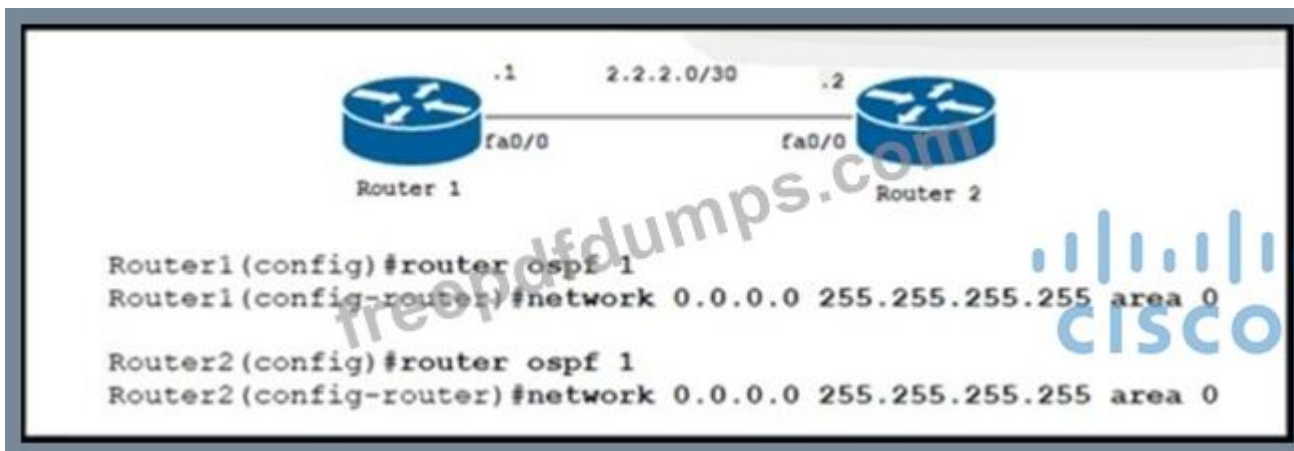 .1 2.2.2.0/30 .2
fa0/0 fa0/0
Router 1 Router 2
freepdfdumps.com
Router1(config)#router ospf 1
Router1(config-router)#network 0.0.0.0 255.255.255.255 area 0
CISCO
Router2(config)#router ospf 1
Router2(config-router)#network 0.0.0.0 255.255.255.255 area 0